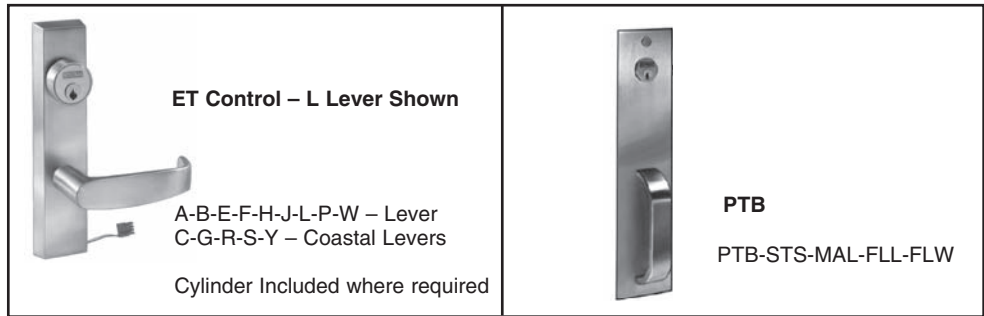 ET Control – L Lever Shown
A-B-E-F-H-J-L-P-W – Lever
C-G-R-S-Y – Coastal Levers
Cylinder Included where required
PTB
PTB-STS-MAL-FLL-FLW